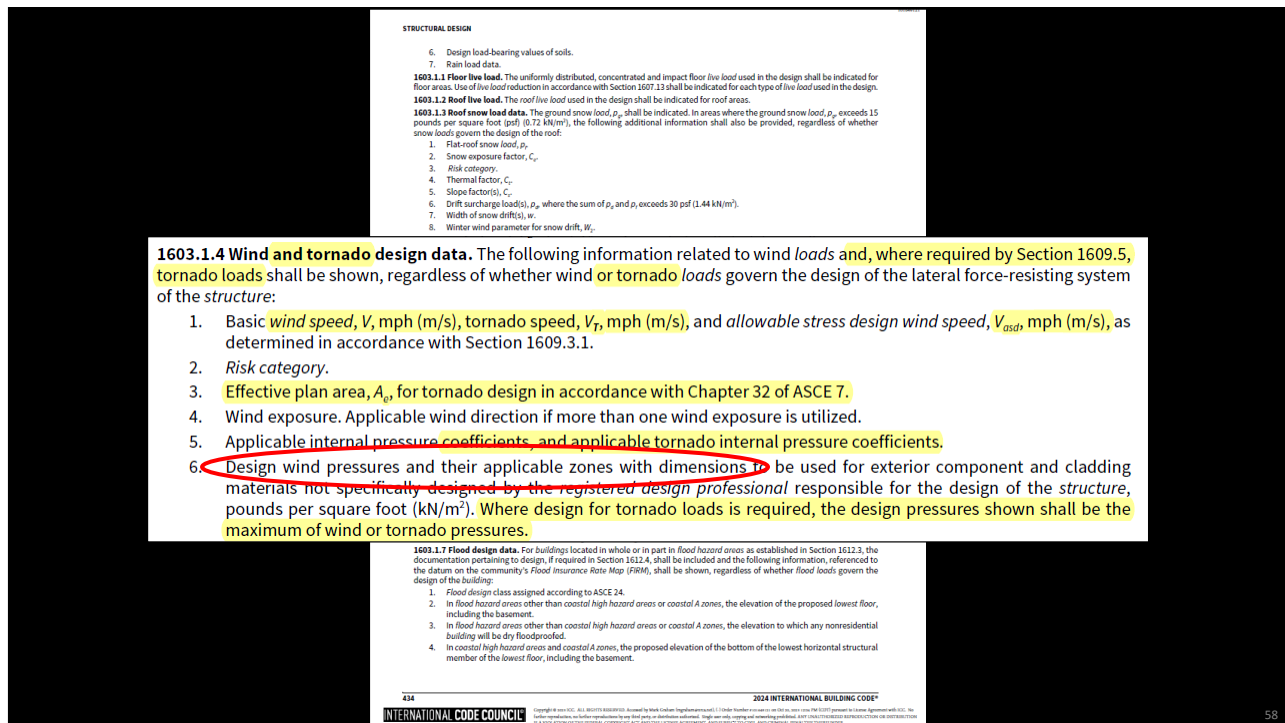 STRUCTURAL DESIGN
6. Design load-bearing values of soils.
7. Rain load data.
1603.1.1 Floor live load. The uniformly distributed, concentrated and impact floor live load used in the design shall be indicated for
floor areas. Use of live load reduction in accordance with Section 1607.13 shall be indicated for each type of live load used in the design.
1603.1.2 Roof live load. The roof live load used in the design shall be indicated for roof areas.
1603.1.3 Roof snow load data. The ground snow load, pg, shall be indicated. In areas where the ground snow load, pg, exceeds 15
pounds per square foot (psf) (0.72 kN/m²), the following additional information shall also be provided, regardless of whether
snow loads govern the design of the roof:
1. Flat-roof snow load, pf.
2. Snow exposure factor, Ce.
3. Risk category.
4. Thermal factor, Ct.
5. Slope factor(s), Cs.
6. Drift surcharge load(s), pd, where the sum of pd and pf exceeds 30 psf (1.44 kN/m²).
7. Width of snow drift(s), w.
8. Winter wind parameter for snow drift, W2.
1603.1.4 Wind and tornado design data. The following information related to wind loads and, where required by Section 1609.5,
tornado loads shall be shown, regardless of whether wind or tornado loads govern the design of the lateral force-resisting system
of the structure:
1. Basic wind speed, V, mph (m/s), tornado speed, VT, mph (m/s), and allowable stress design wind speed, Vasd, mph (m/s), as
determined in accordance with Section 1609.3.1.
2. Risk category.
3. Effective plan area, Ae, for tornado design in accordance with Chapter 32 of ASCE 7.
4. Wind exposure. Applicable wind direction if more than one wind exposure is utilized.
5. Applicable internal pressure coefficients, and applicable tornado internal pressure coefficients.
6. Design wind pressures and their applicable zones with dimensions to be used for exterior component and cladding
materials not specifically designed by the registered design professional responsible for the design of the structure,
pounds per square foot (kN/m²). Where design for tornado loads is required, the design pressures shown shall be the
maximum of wind or tornado pressures.
1603.1.7 Flood design data. For buildings located in whole or in part in flood hazard areas as established in Section 1612.3, the
documentation pertaining to design, if required in Section 1612.4, shall be included and the following information, referenced to
the datum on the community's Flood Insurance Rate Map (FIRM), shall be shown, regardless of whether flood loads govern the
design of the building:
1. Flood design class assigned according to ASCE 24.
2. In flood hazard areas other than coastal high hazard areas or coastal A zones, the elevation of the proposed lowest floor,
including the basement.
3. In flood hazard areas other than coastal high hazard areas or coastal A zones, the elevation to which any nonresidential
building will be dry floodproofed.
4. In coastal high hazard areas and coastal A zones, the proposed elevation of the bottom of the lowest horizontal structural
member of the lowest floor, including the basement.
434 2024 INTERNATIONAL BUILDING CODE®
INTERNATIONAL CODE COUNCIL®
58